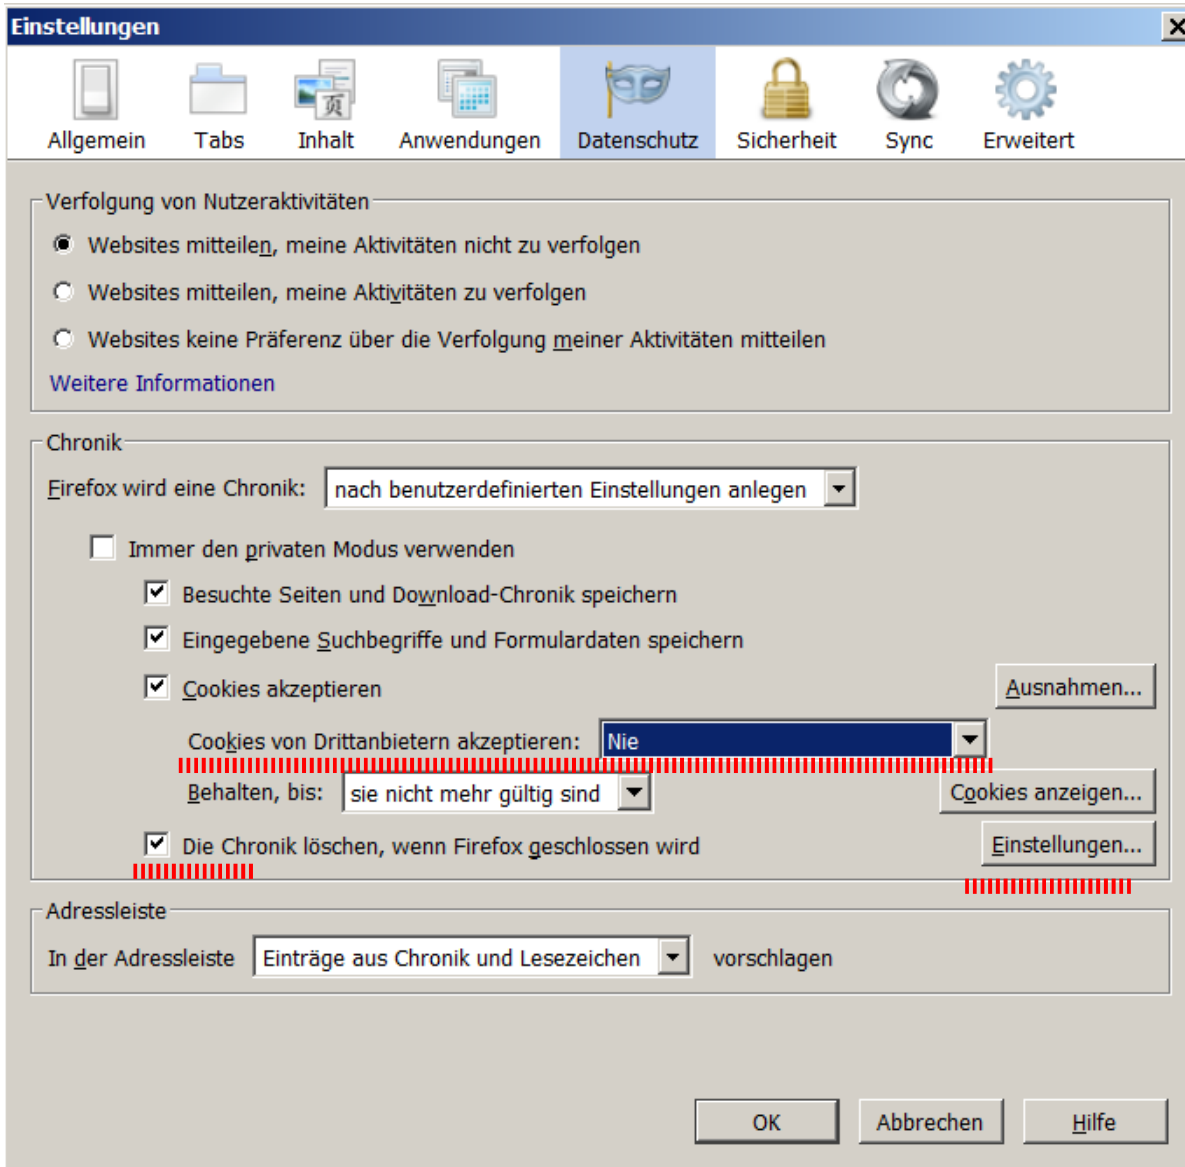 Einstellungen
Allgemein Tabs Inhalt Anwendungen Datenschutz Sicherheit Sync Erweitert
Verfolgung von Nutzeraktivitäten
Websites mitteilen, meine Aktivitäten nicht zu verfolgen
Websites mitteilen, meine Aktivitäten zu verfolgen
Websites keine Präferenz über die Verfolgung meiner Aktivitäten mitteilen
Weitere Informationen
Chronik
Firefox wird eine Chronik: nach benutzerdefinierten Einstellungen anlegen
Immer den privaten Modus verwenden
Besuchte Seiten und Download-Chronik speichern
Eingegebene Suchbegriffe und Formulardaten speichern
Cookies akzeptieren Ausnahmen...
Cookies von Drittanbietern akzeptieren: Nie
Behalten, bis: sie nicht mehr gültig sind Cookies anzeigen...
Die Chronik löschen, wenn Firefox geschlossen wird Einstellungen...
Adressleiste
In der Adressleiste Einträge aus Chronik und Lesezeichen vorschlagen
OK Abbrechen Hilfe